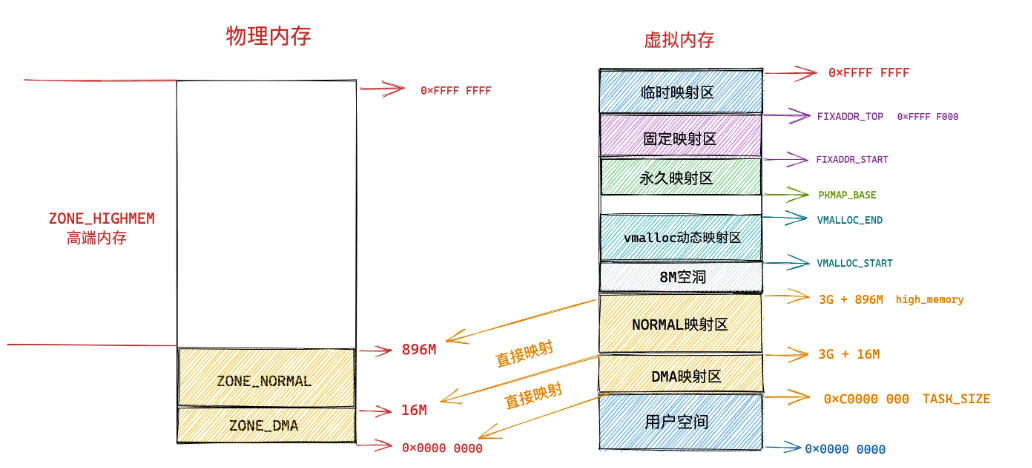 物理内存
0×FFFF FFFF
ZONE_HIGHMEM
高端内存
896M
ZONE_NORMAL
16M
ZONE_DMA
0×0000 0000
直接映射
直接映射
虚拟内存
0×FFFF FFFF
临时映射区
FIXADDR_TOP 0×FFFF F000
固定映射区
FIXADDR_START
永久映射区
PKMAP_BASE
VMALLOC_END
vmalloc动态映射区
VMALLOC_START
8M空洞
3G + 896M high_memory
NORMAL映射区
3G + 16M
DMA映射区
0×C0000 000 TASK_SIZE
用户空间
0×0000 0000